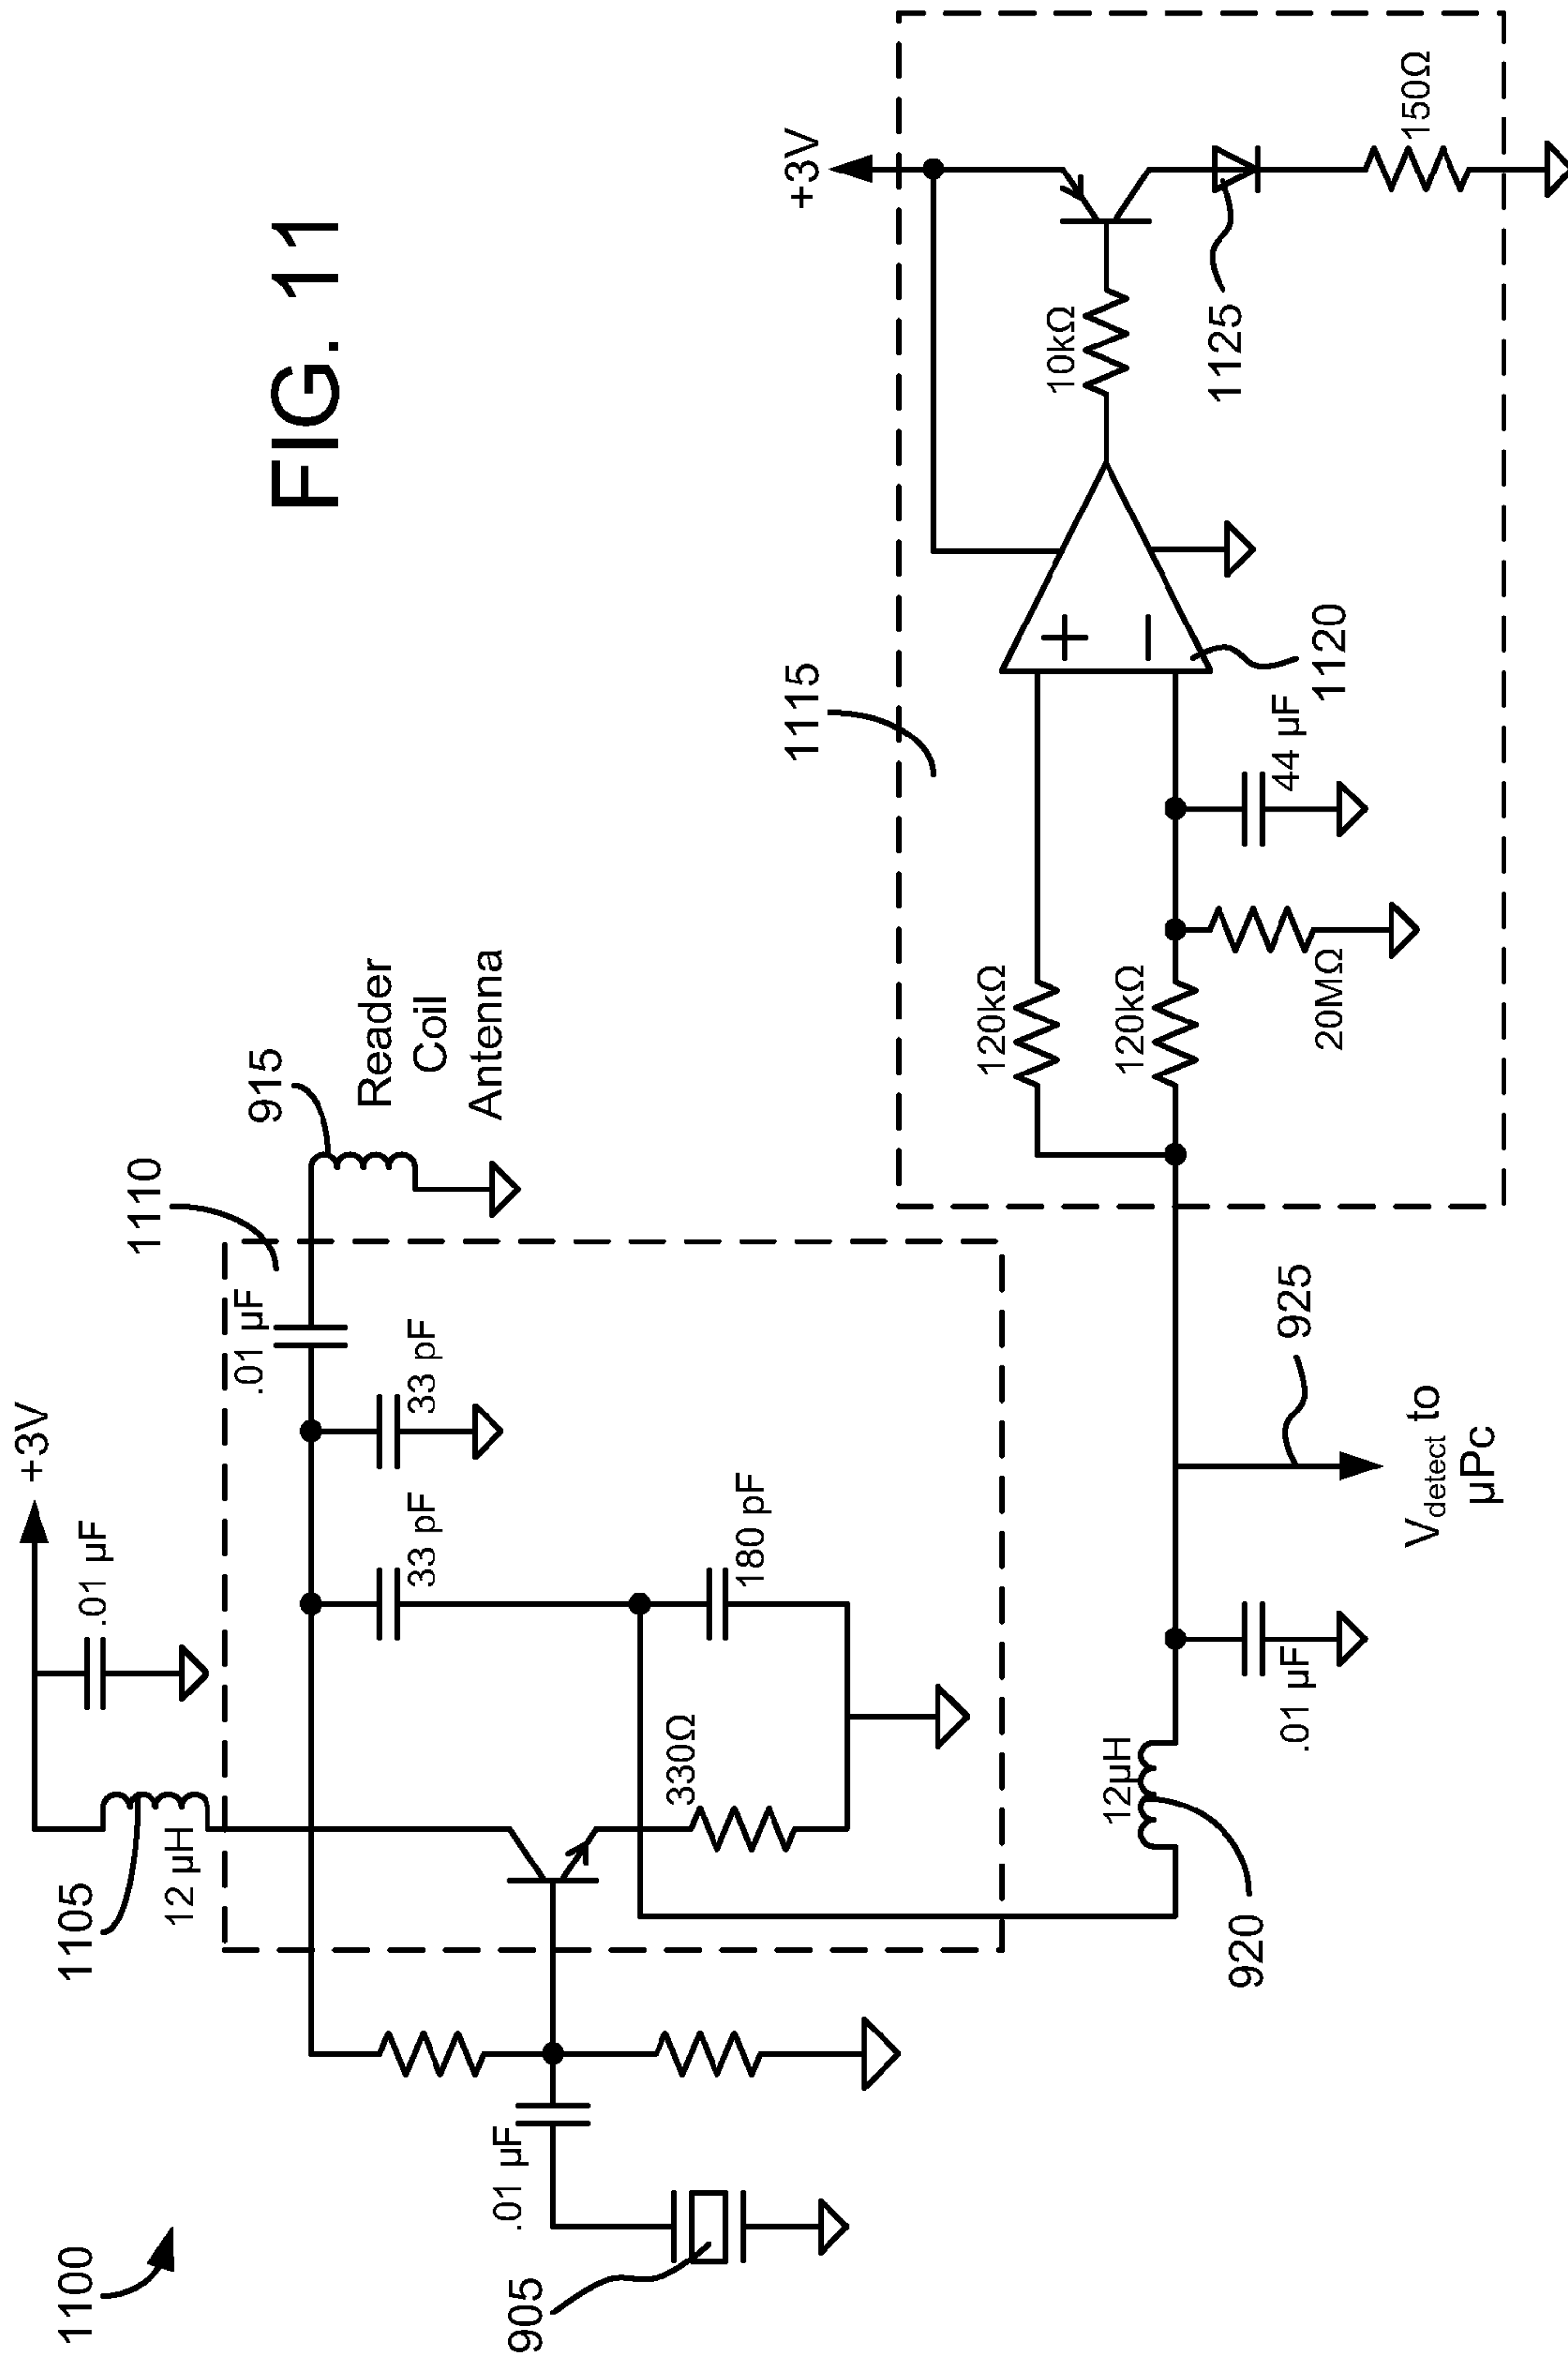 FIG. 11
1100
+3V
.01 µF
1105
12 µH
1110
.01 µF
915
Reader
Coil
Antenna
33 pF
33 pF
180 pF
330Ω
.01 µF
905
12µH
920
.01 µF
925
Vdetect to
µPc
1115
+3V
120kΩ
120kΩ
20MΩ
44 µF
+
−
1120
10kΩ
1125
150Ω